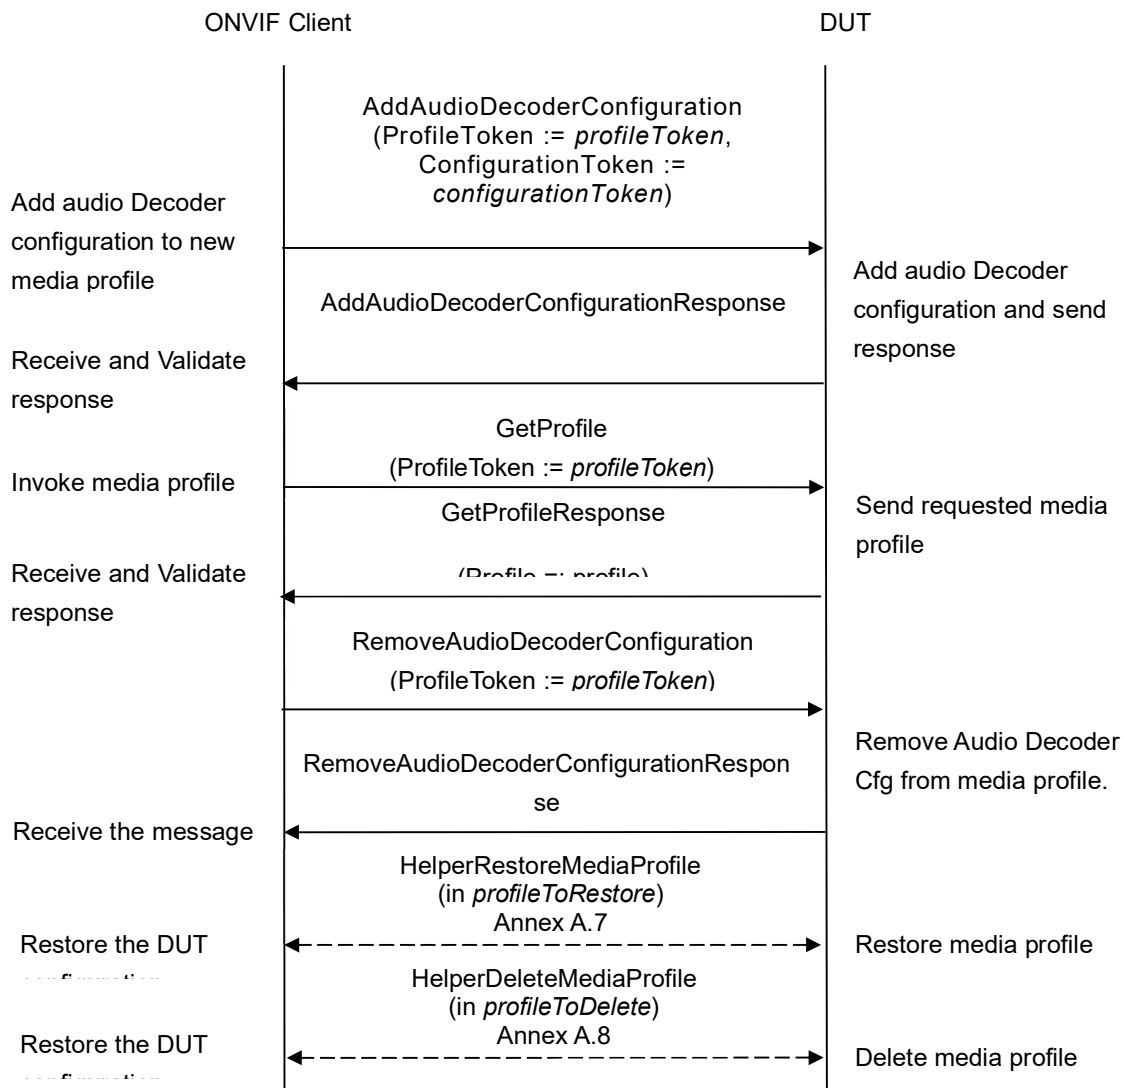 ONVIF Client
DUT
AddAudioDecoderConfiguration
(ProfileToken := profileToken,
ConfigurationToken :=
configurationToken)
Add audio Decoder
configuration to new
media profile
Add audio Decoder
configuration and send
response
AddAudioDecoderConfigurationResponse
Receive and Validate
response
GetProfile
(ProfileToken := profileToken)
Invoke media profile
GetProfileResponse
Send requested media
profile
Receive and Validate
response
(Profile =: profile)
RemoveAudioDecoderConfiguration
(ProfileToken := profileToken)
Remove Audio Decoder
Cfg from media profile.
RemoveAudioDecoderConfigurationRespon
se
Receive the message
HelperRestoreMediaProfile
(in profileToRestore)
Annex A.7
Restore the DUT
Restore media profile
HelperDeleteMediaProfile
(in profileToDelete)
Annex A.8
Restore the DUT
Delete media profile